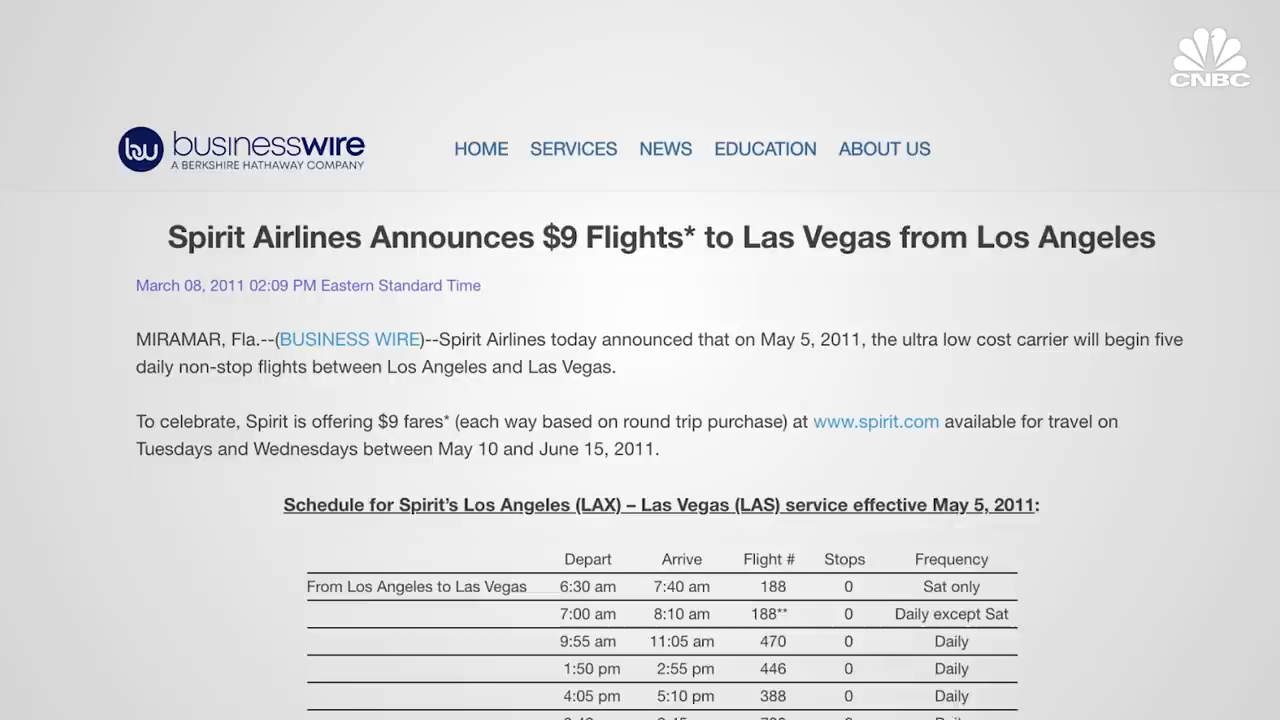 CNBC
bw businesswire
A BERKSHIRE HATHAWAY COMPANY
HOME SERVICES NEWS EDUCATION ABOUT US
Spirit Airlines Announces $9 Flights* to Las Vegas from Los Angeles
March 08, 2011 02:09 PM Eastern Standard Time
MIRAMAR, Fla.--(BUSINESS WIRE)--Spirit Airlines today announced that on May 5, 2011, the ultra low cost carrier will begin five
daily non-stop flights between Los Angeles and Las Vegas.
To celebrate, Spirit is offering $9 fares* (each way based on round trip purchase) at www.spirit.com available for travel on
Tuesdays and Wednesdays between May 10 and June 15, 2011.
Schedule for Spirit’s Los Angeles (LAX) – Las Vegas (LAS) service effective May 5, 2011:
Depart Arrive Flight # Stops Frequency
From Los Angeles to Las Vegas 6:30 am 7:40 am 188 0 Sat only
7:00 am 8:10 am 188** 0 Daily except Sat
9:55 am 11:05 am 470 0 Daily
1:50 pm 2:55 pm 446 0 Daily
4:05 pm 5:10 pm 388 0 Daily